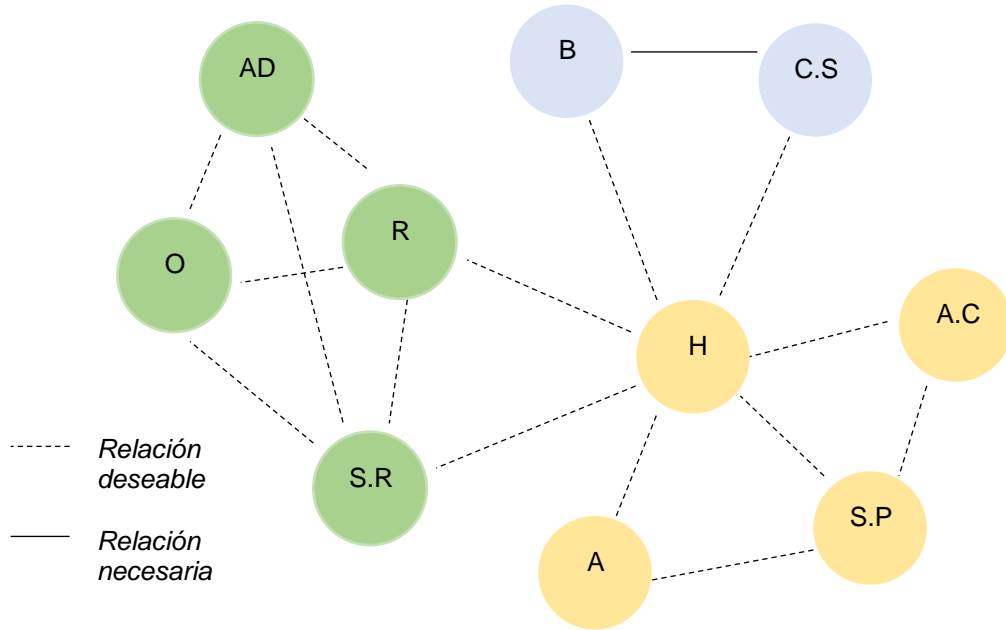 B
AD
C.S
R
O
A.C
H
Relación
deseable
S.R
S.P
Relación
necesaria
A